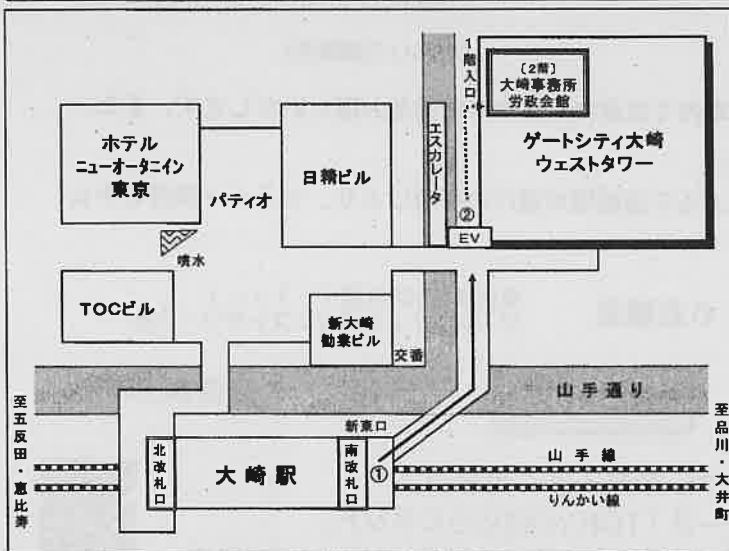 1階入口
〔2階〕
大崎事務所
労政会館
ゲートシティ大崎
ウェストタワー
エスカレータ
②
EV
ホテル
ニューオータニイン
東京
パティオ
日精ビル
噴水
TOCビル
新大崎
勧業ビル
交番
山手通り
至五反田・恵比寿
至品川・大井町
新東口
北改札口
大崎駅
南改札口
①
山手線
りんかい線